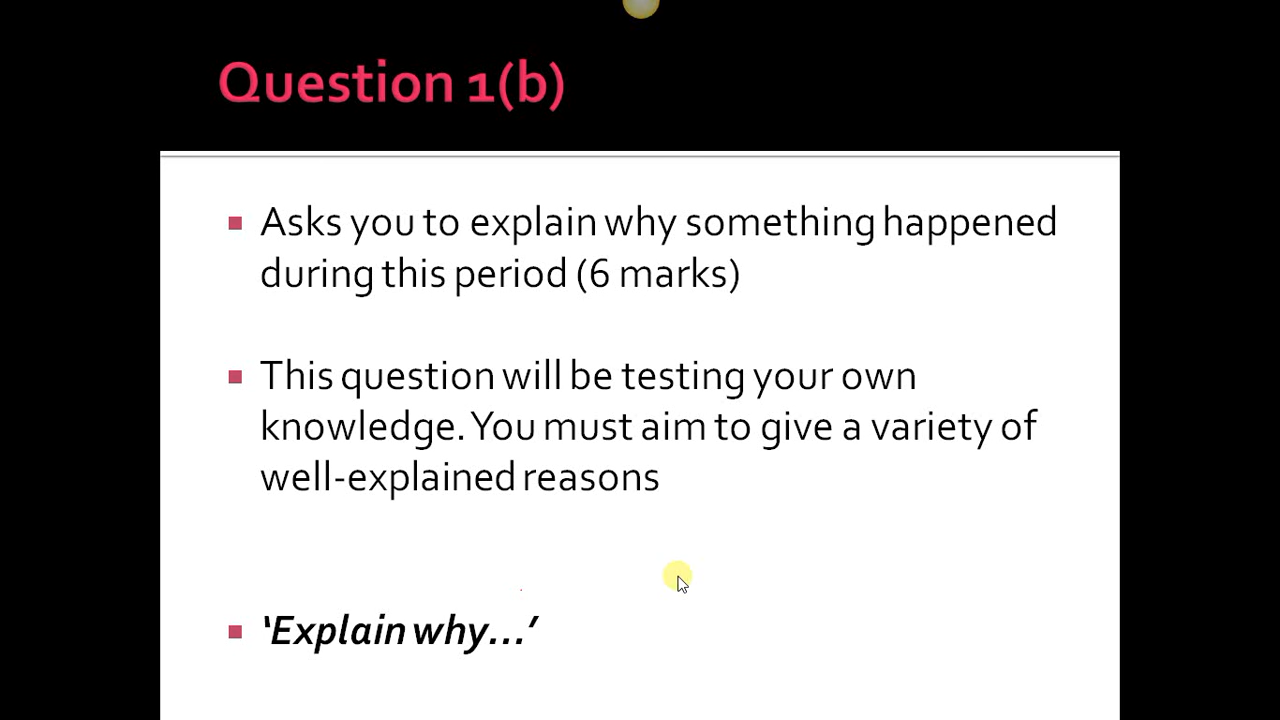 Question 1(b)
Asks you to explain why something happened
during this period (6 marks)
This question will be testing your own
knowledge. You must aim to give a variety of
well-explained reasons
‘Explain why...’